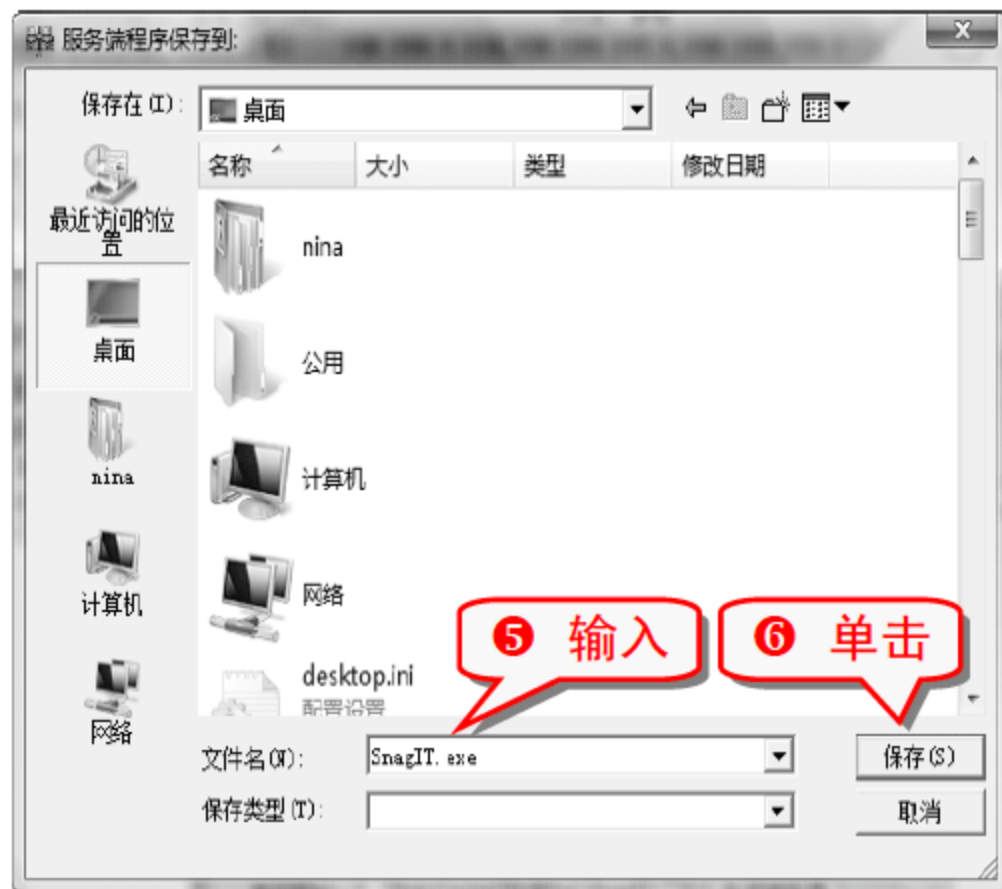 服务端程序保存到:
保存在(I):
桌面
名称
大小
类型
修改日期
最近访问的位置
桌面
nina
计算机
网络
nina
公用
计算机
网络
desktop.ini
配置设置
❺ 输入
❻ 单击
文件名(N):
SnagIT.exe
保存(S)
保存类型(T):
取消